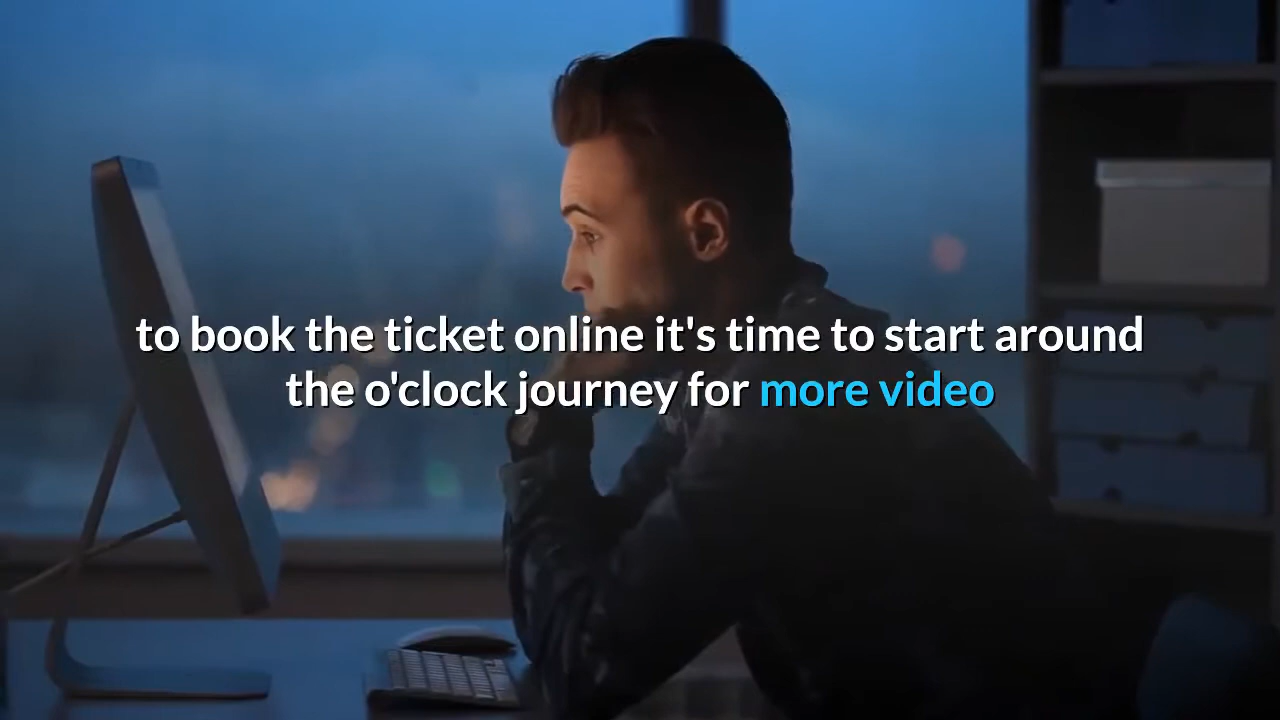 to book the ticket online it's time to start around
the o'clock journey for more video